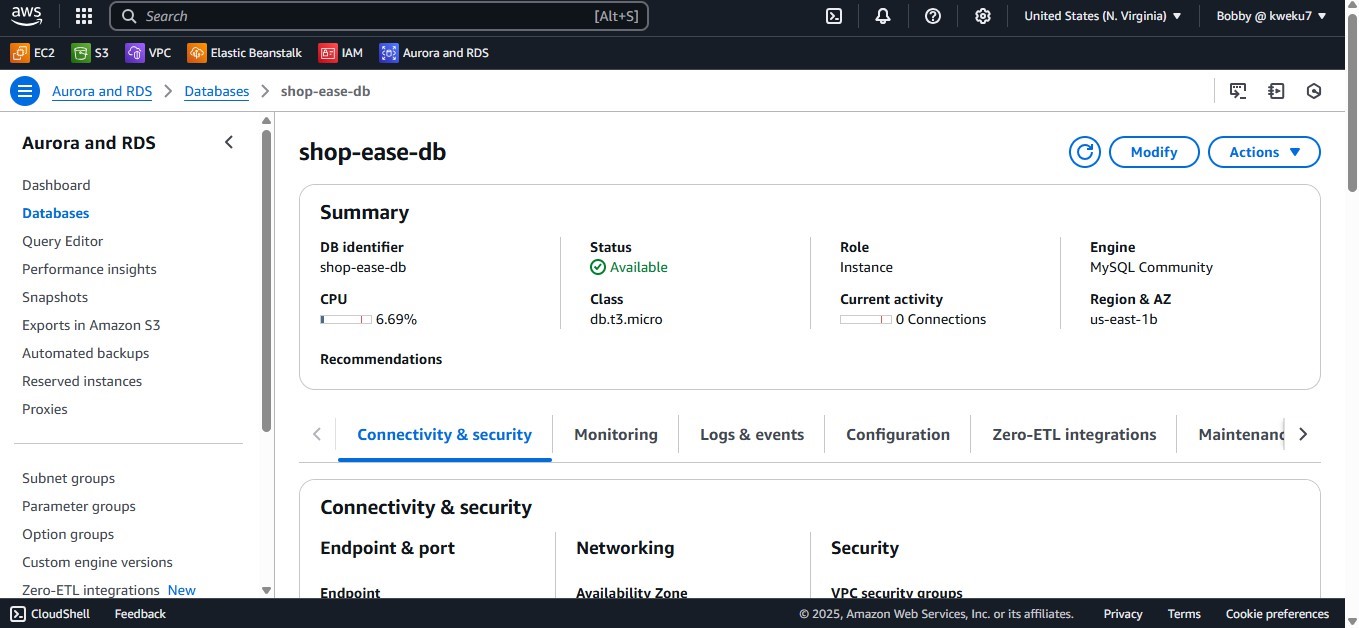 aws Search [Alt+S] United States (N. Virginia) Bobby @ kweku7
EC2 S3 VPC Elastic Beanstalk IAM Aurora and RDS
Aurora and RDS Databases shop-ease-db
Aurora and RDS
Dashboard
Databases
Query Editor
Performance insights
Snapshots
Exports in Amazon S3
Automated backups
Reserved instances
Proxies
Subnet groups
Parameter groups
Option groups
Custom engine versions
Zero-ETL integrations New
shop-ease-db
Modify Actions
Summary
DB identifier
shop-ease-db
Status
Available
Role
Instance
Engine
MySQL Community
CPU
6.69%
Class
db.t3.micro
Current activity
0 Connections
Region & AZ
us-east-1b
Recommendations
Connectivity & security Monitoring Logs & events Configuration Zero-ETL integrations Maintenanc
Connectivity & security
Endpoint & port
Endpoint
Networking
Availability Zone
Security
VPC security groups
CloudShell Feedback © 2025, Amazon Web Services, Inc. or its affiliates. Privacy Terms Cookie preferences